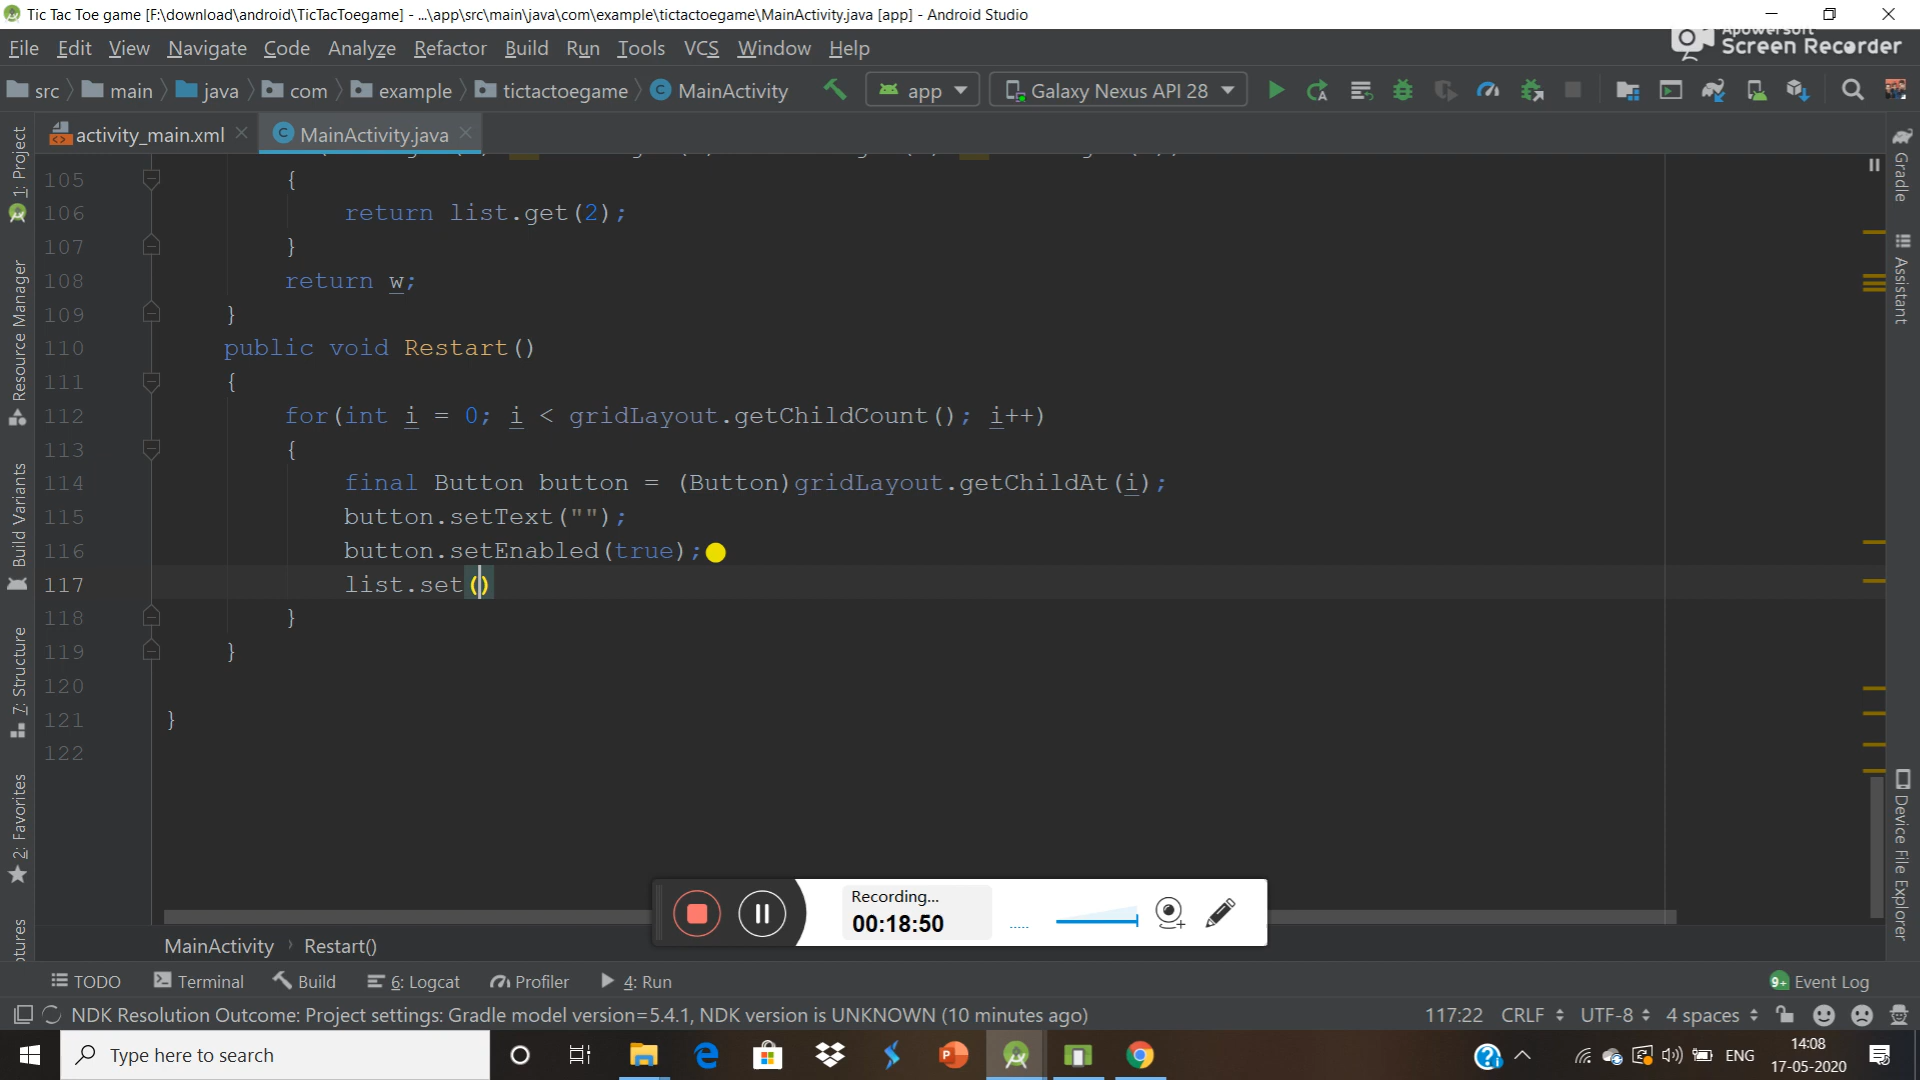 Tic Tac Toe game [F:\download\android\TicTacToegame] - ...\app\src\main\java\com\example\tictactoegame\MainActivity.java [app] - Android Studio
File Edit View Navigate Code Analyze Refactor Build Run Tools VCS Window Help
Apowersoft
Screen Recorder
src main java com example tictactoegame MainActivity app Galaxy Nexus API 28
activity_main.xml MainActivity.java
105 {
106 return list.get(2);
107 }
108 return w;
109 }
110 public void Restart()
111 {
112 for(int i = 0; i < gridLayout.getChildCount(); i++)
113 {
114 final Button button = (Button)gridLayout.getChildAt(i);
115 button.setText("");
116 button.setEnabled(true);
117 list.set()
118 }
119 }
120
121 }
122
1: Project
Resource Manager
Build Variants
7: Structure
2: Favorites
Gradle
Assistant
Device File Explorer
Recording...
00:18:50
MainActivity Restart()
TODO Terminal Build 6: Logcat Profiler 4: Run 9+ Event Log
NDK Resolution Outcome: Project settings: Gradle model version=5.4.1, NDK version is UNKNOWN (10 minutes ago) 117:22 CRLF UTF-8 4 spaces
Type here to search
ENG
14:08
17-05-2020